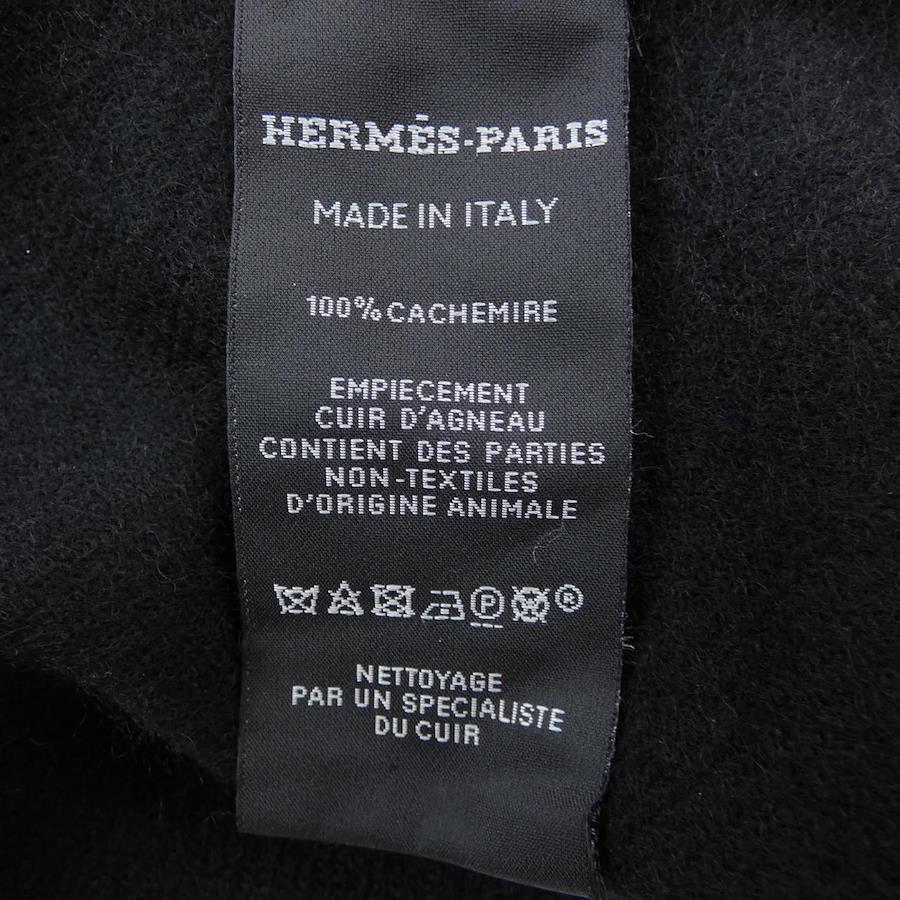 HERMÈS-PARIS
MADE IN ITALY
100% CACHEMIRE
EMPIECEMENT
CUIR D'AGNEAU
CONTIENT DES PARTIES
NON-TEXTILES
D'ORIGINE ANIMALE
P W ®
NETTOYAGE
PAR UN SPECIALISTE
DU CUIR